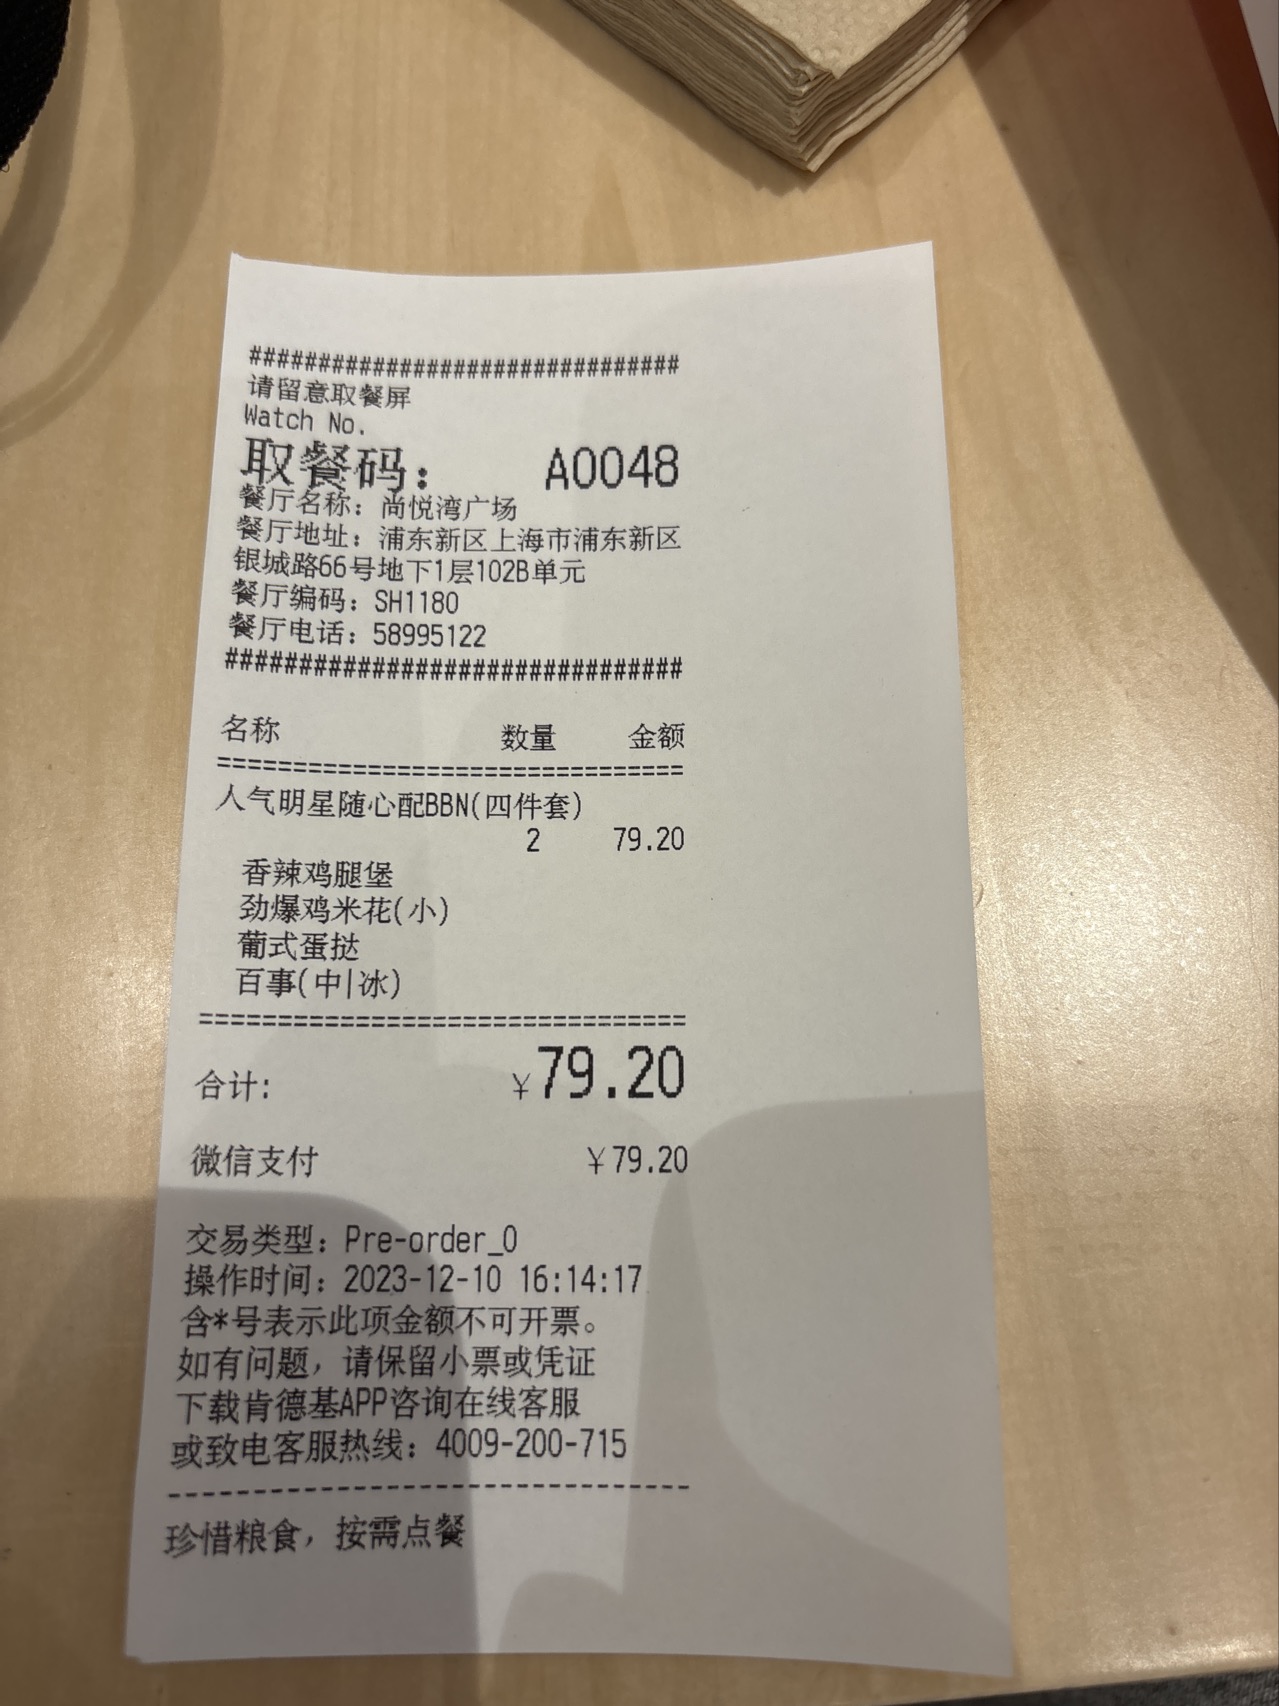 ################################
请留意取餐屏
Watch No.
取餐码： A0048
餐厅名称：尚悦湾广场
餐厅地址：浦东新区上海市浦东新区
银城路66号地下1层102B单元
餐厅编码：SH1180
餐厅电话：58995122
################################
名称 数量 金额
================================
人气明星随心配BBN(四件套)
2 79.20
香辣鸡腿堡
劲爆鸡米花(小)
葡式蛋挞
百事(中|冰)
================================
合计: ¥79.20
微信支付 ¥79.20
交易类型：Pre-order_0
操作时间：2023-12-10 16:14:17
含*号表示此项金额不可开票。
如有问题，请保留小票或凭证
下载肯德基APP咨询在线客服
或致电客服热线：4009-200-715
--------------------------------
珍惜粮食，按需点餐